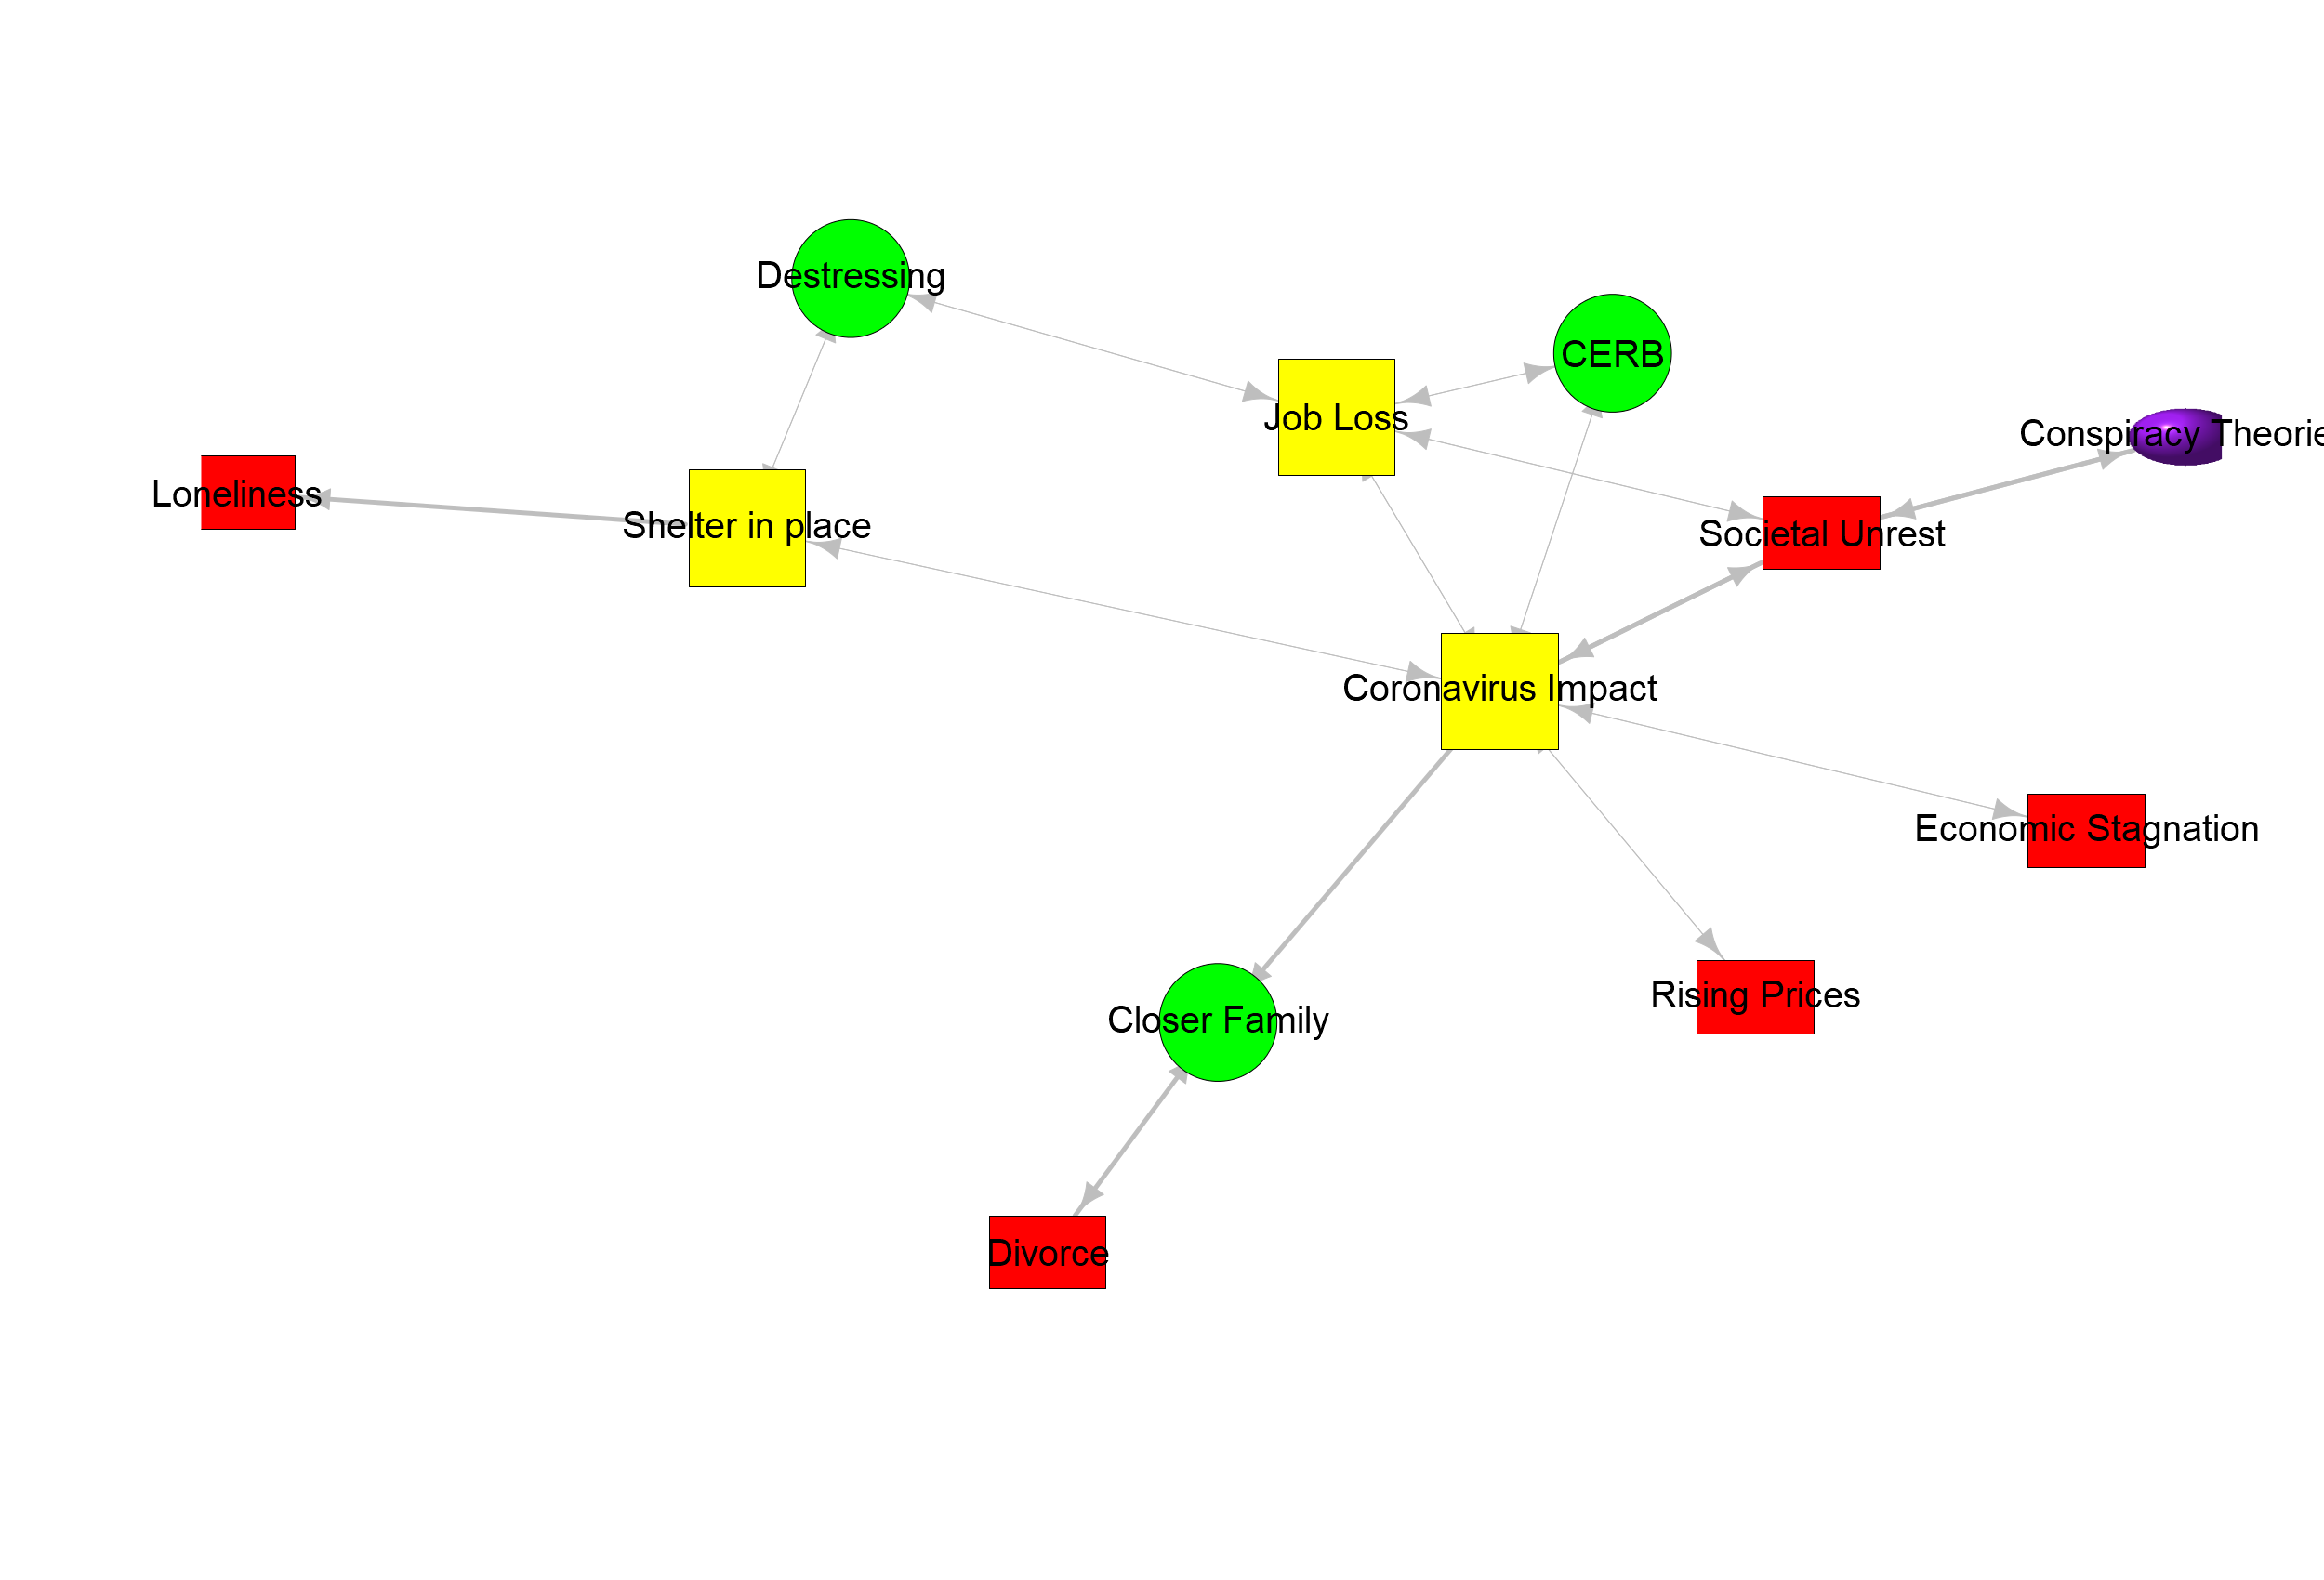 Destressing
CERB
Job Loss
Conspiracy Theorie
Loneliness
Shelter in place
Societal Unrest
Coronavirus Impact
Economic Stagnation
Rising Prices
Closer Family
Divorce